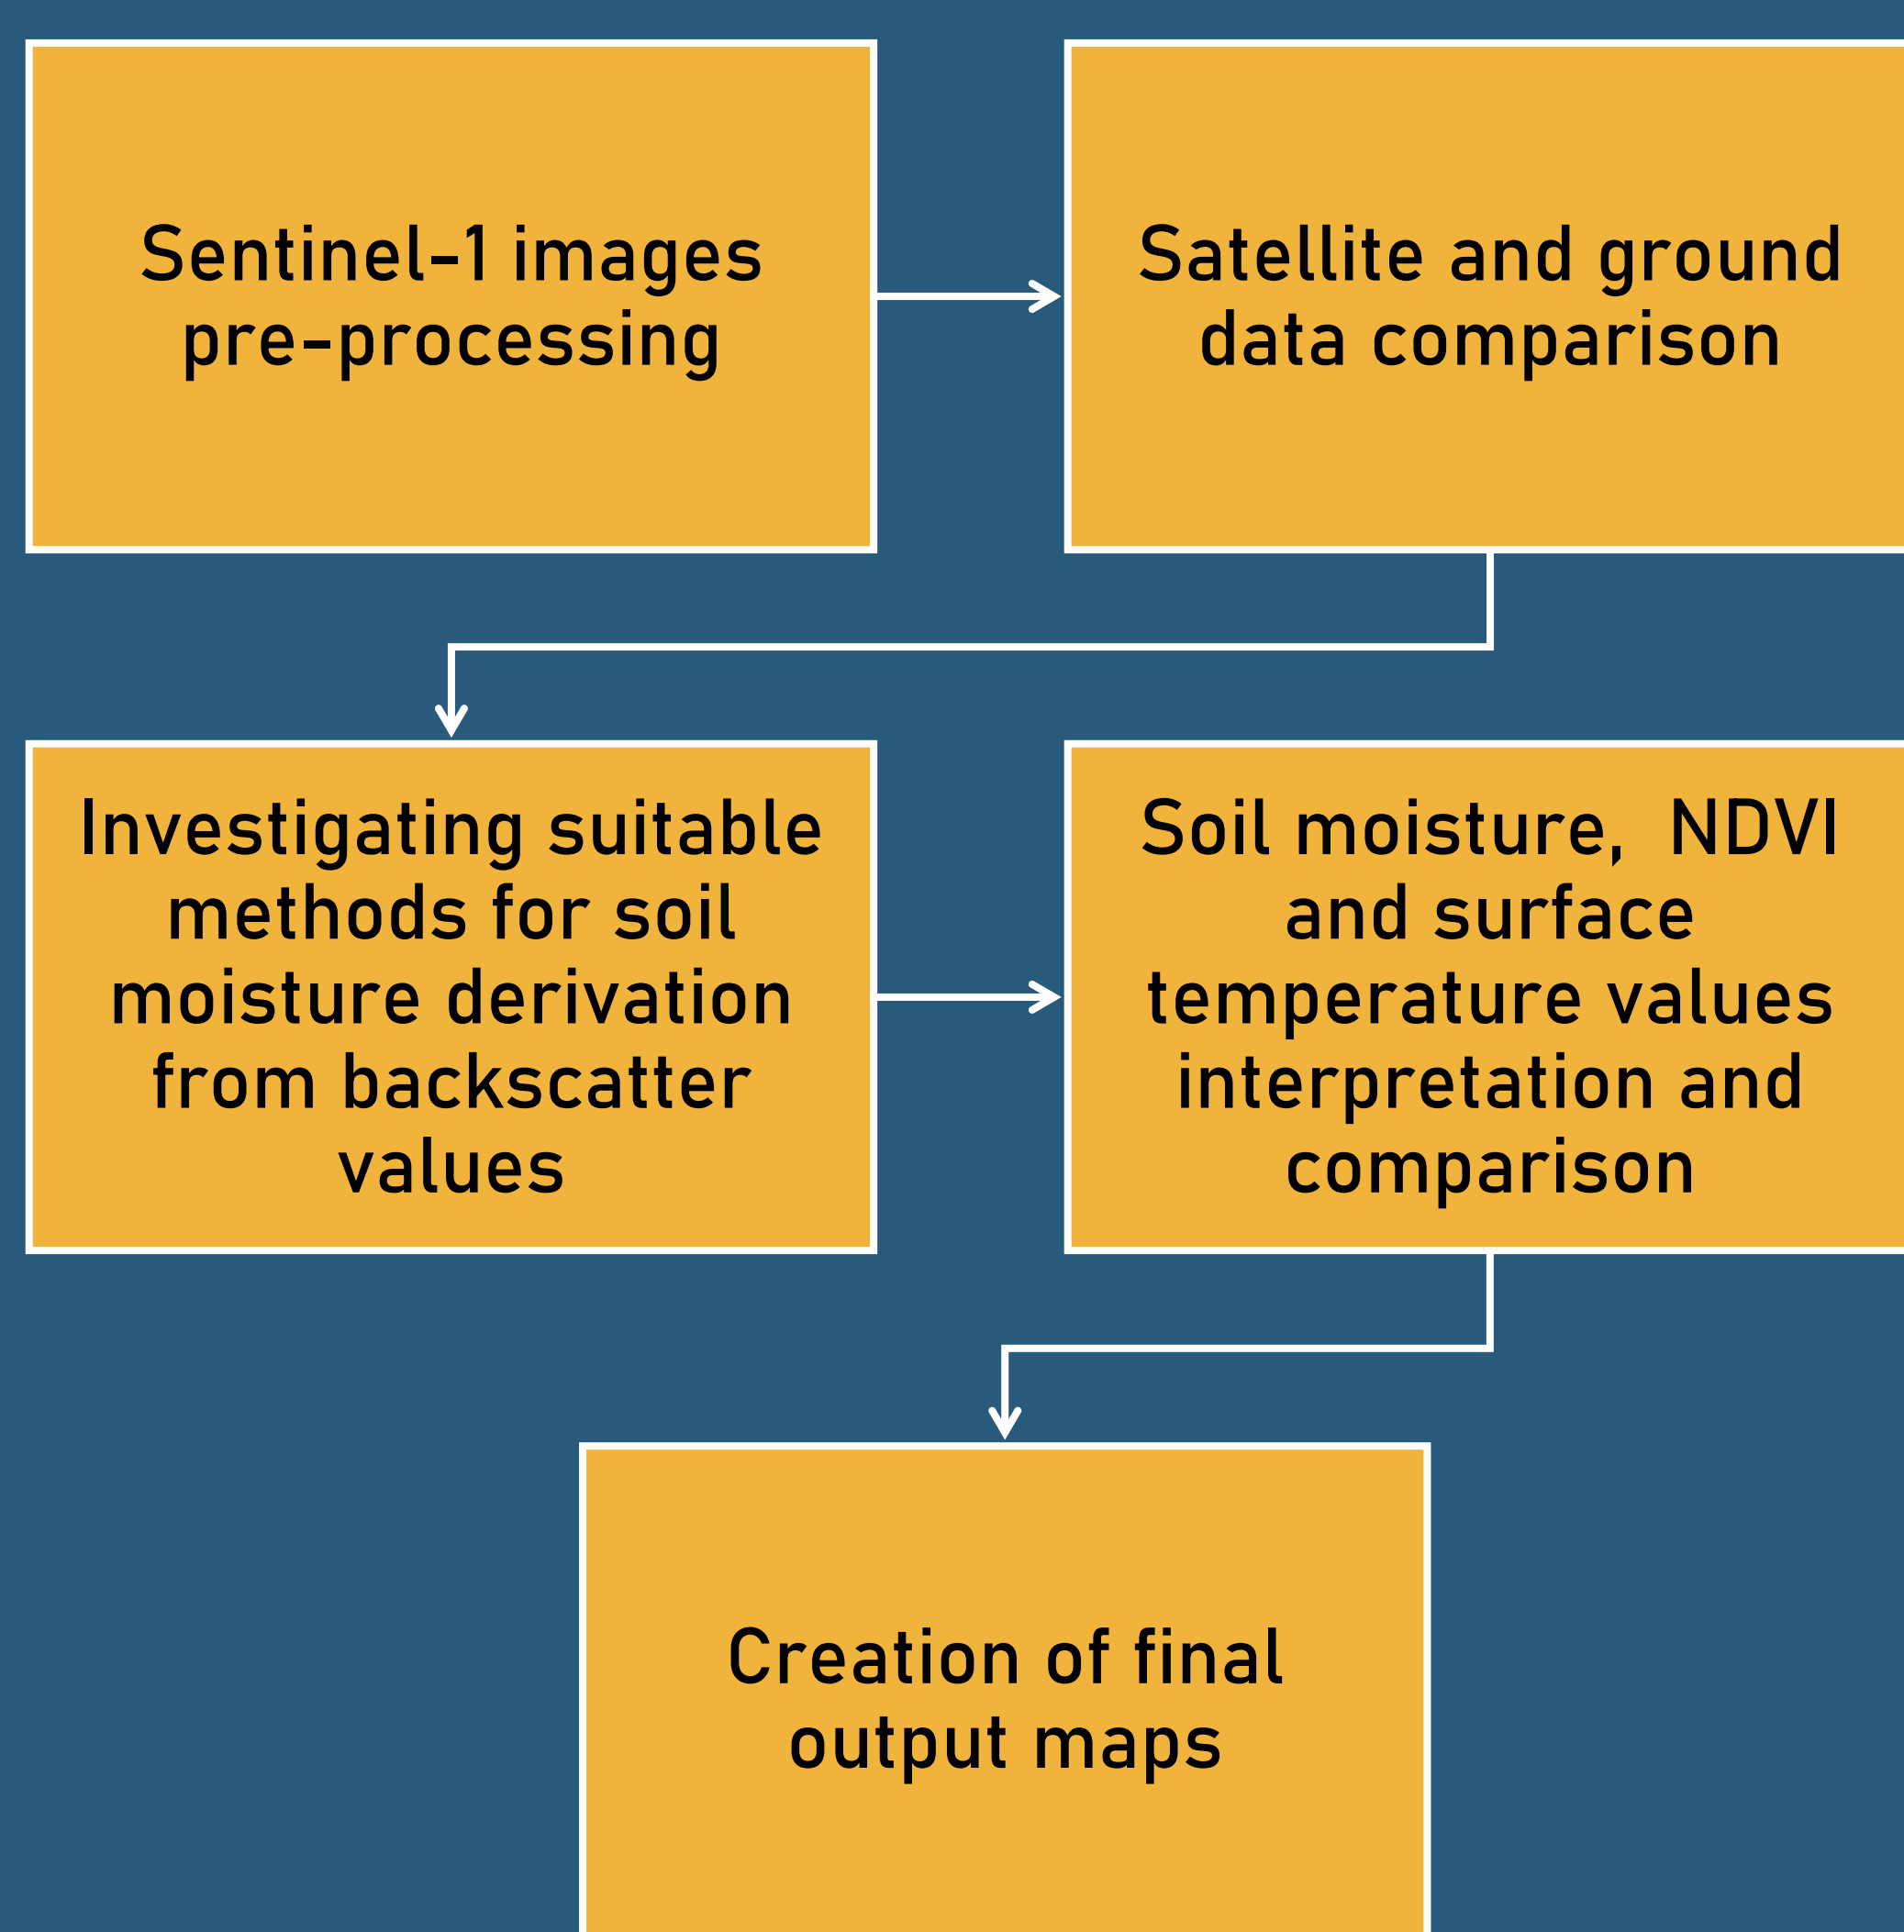 Sentinel-1 images
pre-processing
Satellite and ground
data comparison
Investigating suitable
methods for soil
moisture derivation
from backscatter
values
Soil moisture,  NDVI
and surface
temperature values
interpretation and
comparison
Creation of final
output maps